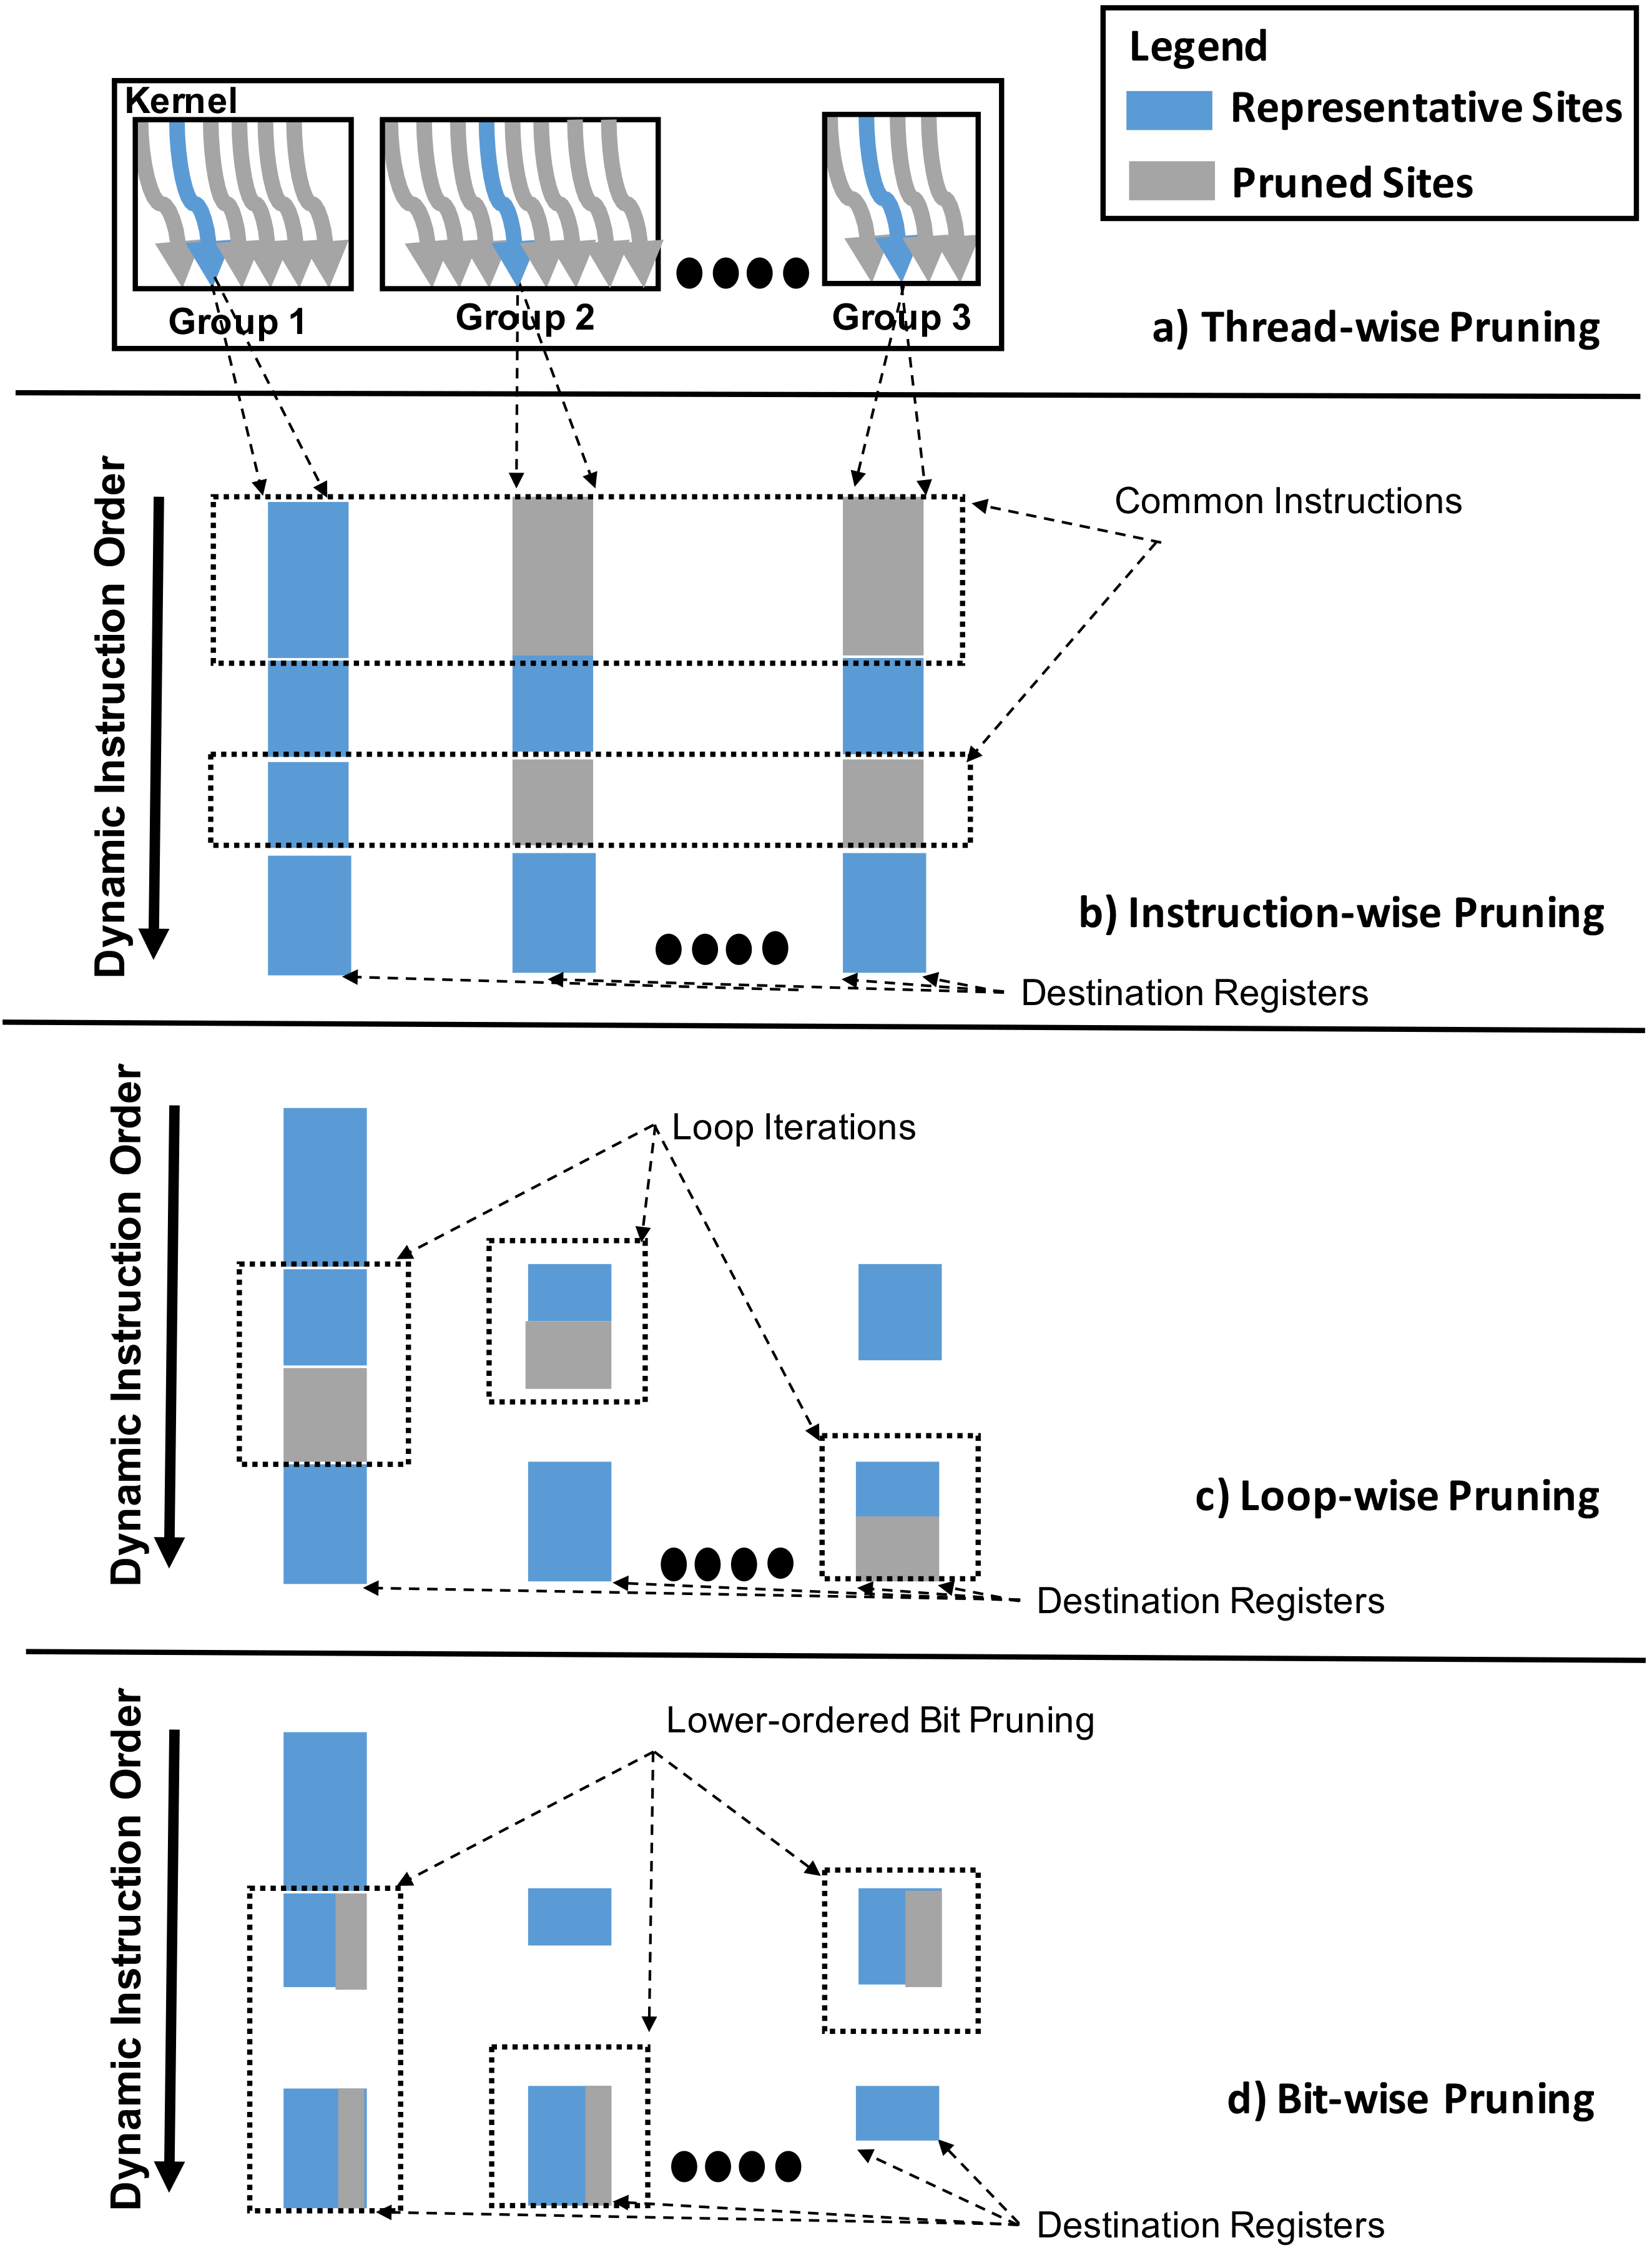 Legend
Representative Sites
Pruned Sites
Kernel
Group 1
Group 2
Group 3
a) Thread-wise Pruning
Dynamic Instruction Order
Common Instructions
b) Instruction-wise Pruning
Destination Registers
Dynamic Instruction Order
Loop Iterations
c) Loop-wise Pruning
Destination Registers
Dynamic Instruction Order
Lower-ordered Bit Pruning
d) Bit-wise Pruning
Destination Registers